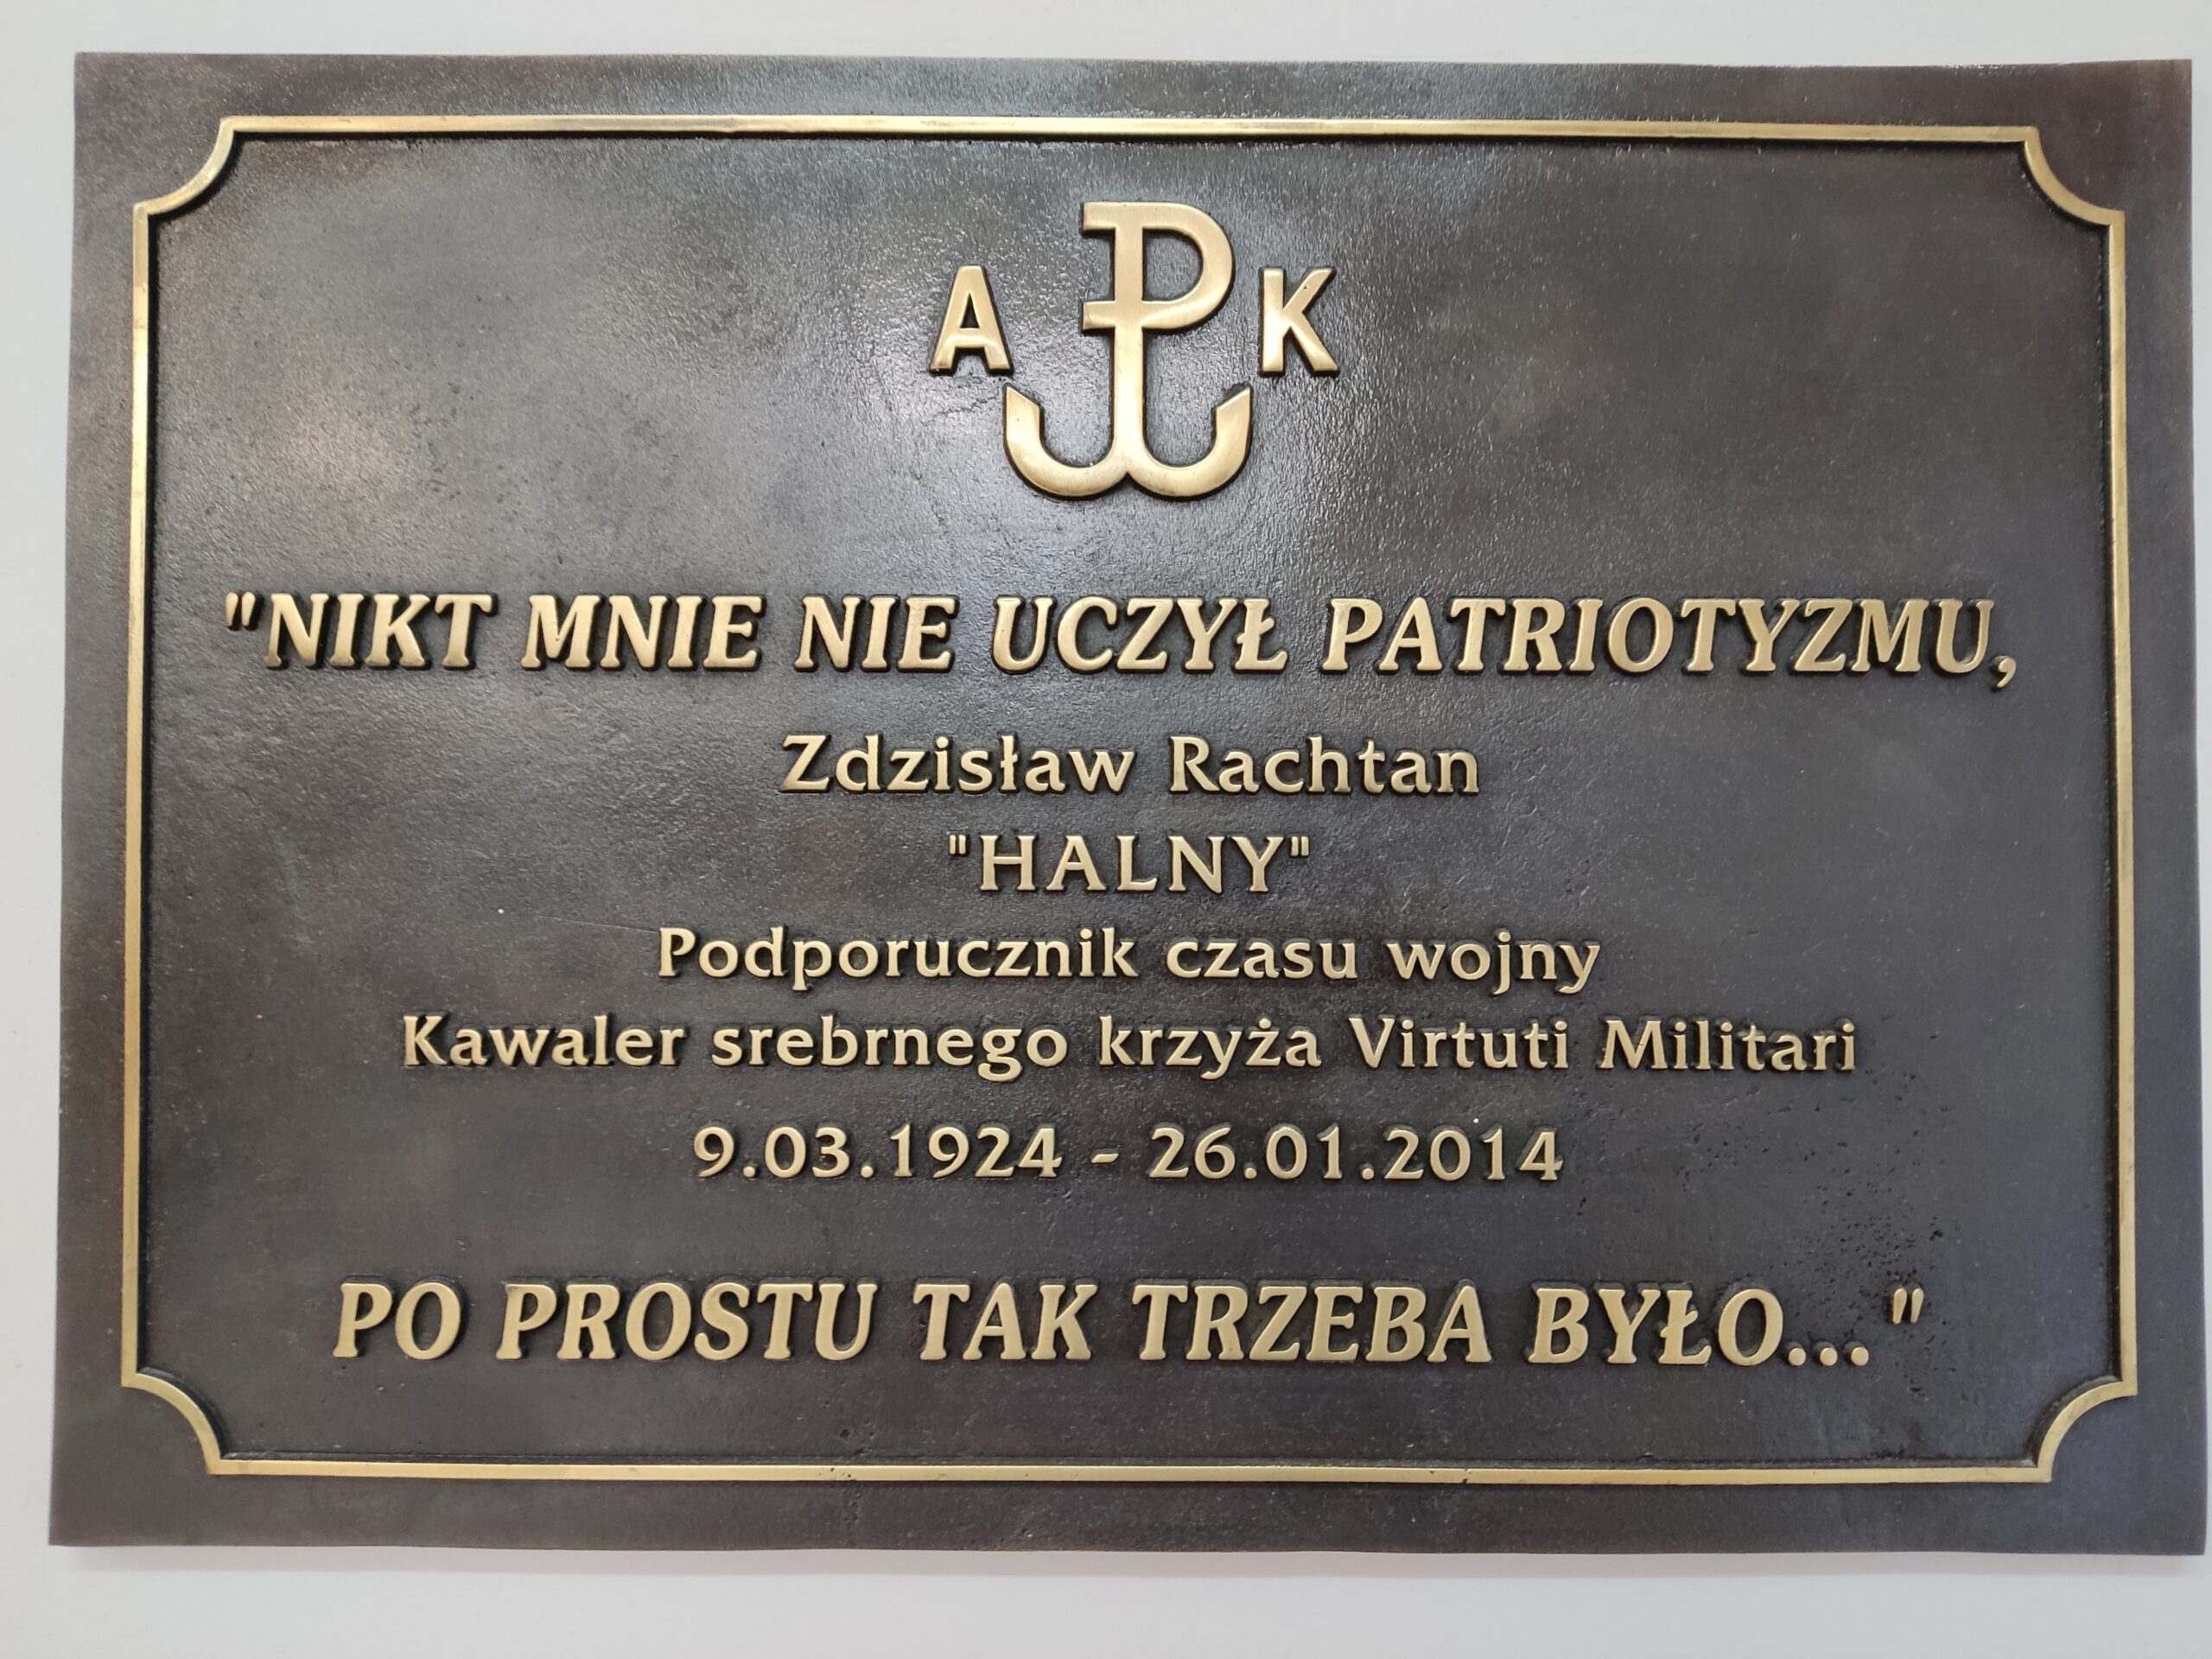 A P K
"NIKT MNIE NIE UCZYŁ PATRIOTYZMU,
Zdzisław Rachtan
"HALNY"
Podporucznik czasu wojny
Kawaler srebrnego krzyża Virtuti Militari
9.03.1924 - 26.01.2014
PO PROSTU TAK TRZEBA BYŁO... "